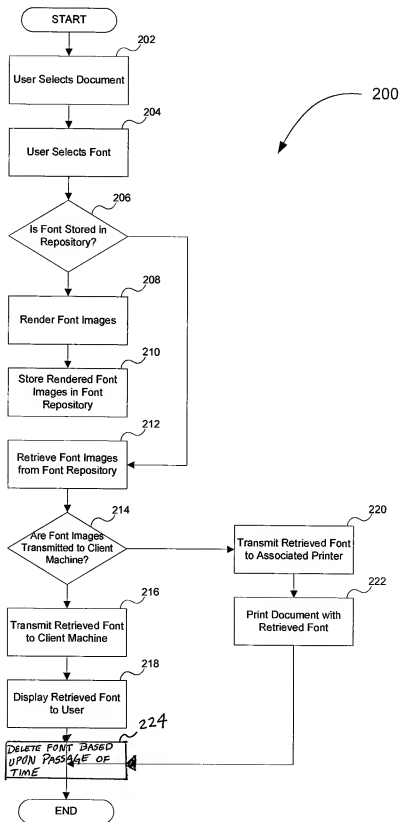 START
202
User Selects Document
204
User Selects Font
200
206
Is Font Stored in
Repository?
208
Render Font Images
210
Store Rendered Font
Images in Font
Repository
212
Retrieve Font Images
from Font Repository
214
Are Font Images
Transmitted to Client
Machine?
220
Transmit Retrieved Font
to Associated Printer
216
Transmit Retrieved Font
to Client Machine
222
Print Document with
Retrieved Font
218
Display Retrieved Font
to User
224
DELETE FONT BASED
UPON PASSAGE OF
TIME
END